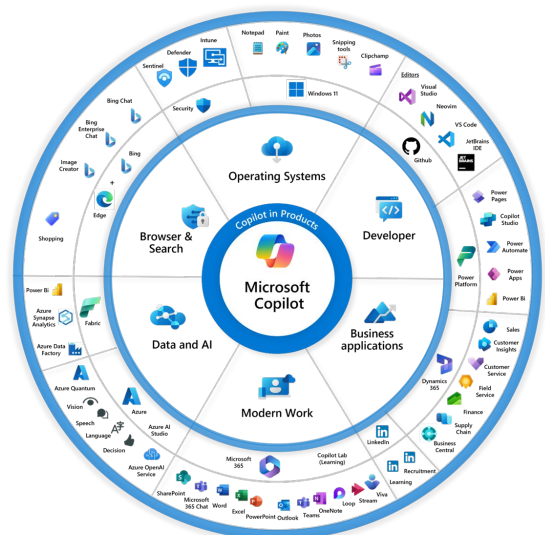 Copilot in Products
Microsoft
Copilot
Operating Systems
Developer
Business
applications
Modern Work
Data and AI
Browser &
Search
Windows 11
Notepad
Paint
Photos
Snipping
tools
Clipchamp
Editors
Visual
Studio
Neovim
VS Code
JetBrains
IDE
JET
BRAINS
Github
Power
Platform
Power
Pages
Copilot
Studio
Power
Automate
Power
Apps
Power Bi
Dynamics
365
Sales
Customer
Insights
Customer
Service
Field
Service
Finance
Supply
Chain
Business
Central
LinkedIn
Recruitment
Learning
Copilot Lab
(Learning)
Microsoft
365
Viva
Stream
Loop
OneNote
Teams
Outlook
PowerPoint
Excel
Word
Microsoft
365 Chat
SharePoint
Azure
Azure AI
Studio
Azure OpenAI
Service
Decision
Language
Speech
Vision
Azure Quantum
Fabric
Azure Data
Factory
Azure
Synapse
Analytics
Power Bi
Edge
+
Bing
Shopping
Image
Creator
Bing
Enterprise
Chat
Bing Chat
Security
Sentinel
Defender
Intune